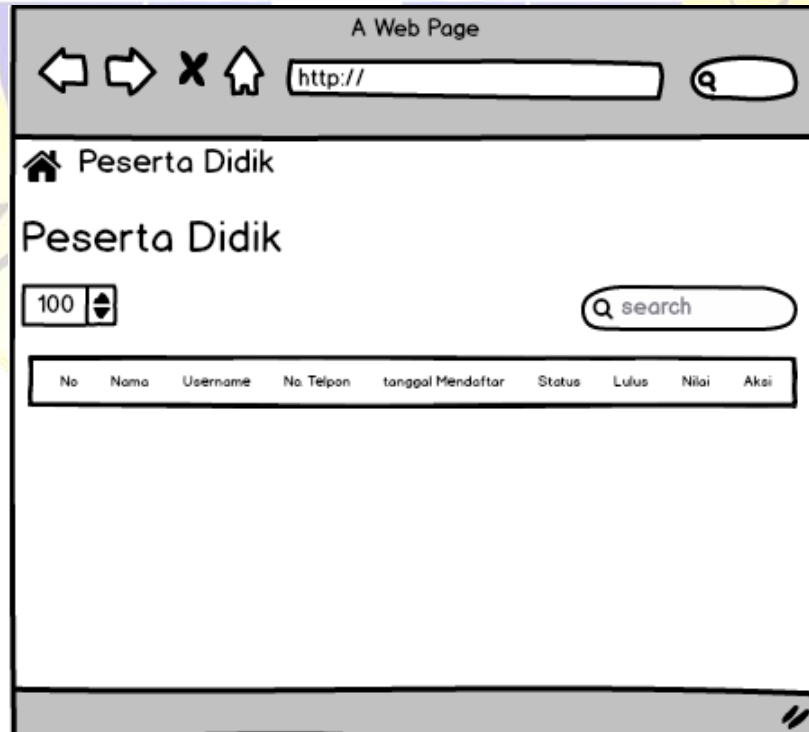 A Web Page
http://
Peserta Didik
Peserta Didik
100
search
No Nama Username No. Telpon tanggal Mendaftar Status Lulus Nilai Aksi